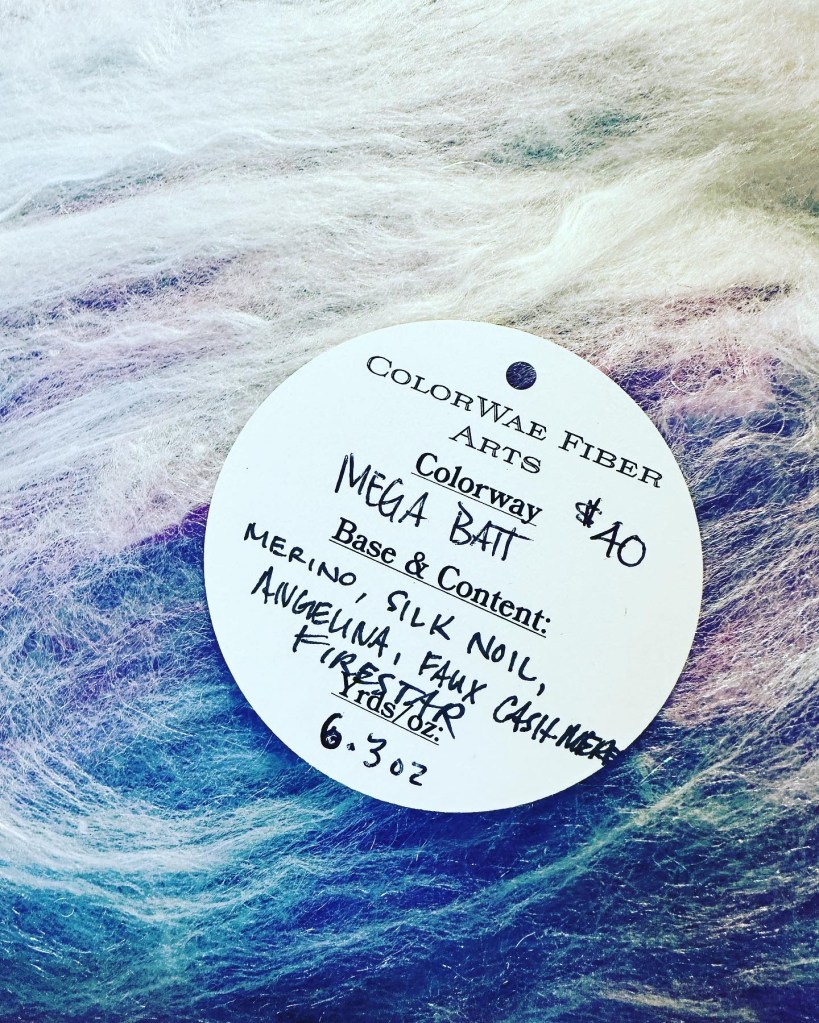 COLORWAE FIBER
ARTS
Colorway
MEGA BATT
$40
Base & Content:
MERINO, SILK NOIL,
ANGELINA, FAUX CASHMERE
FIRESTAR
Yrds/oz:
6.3oz